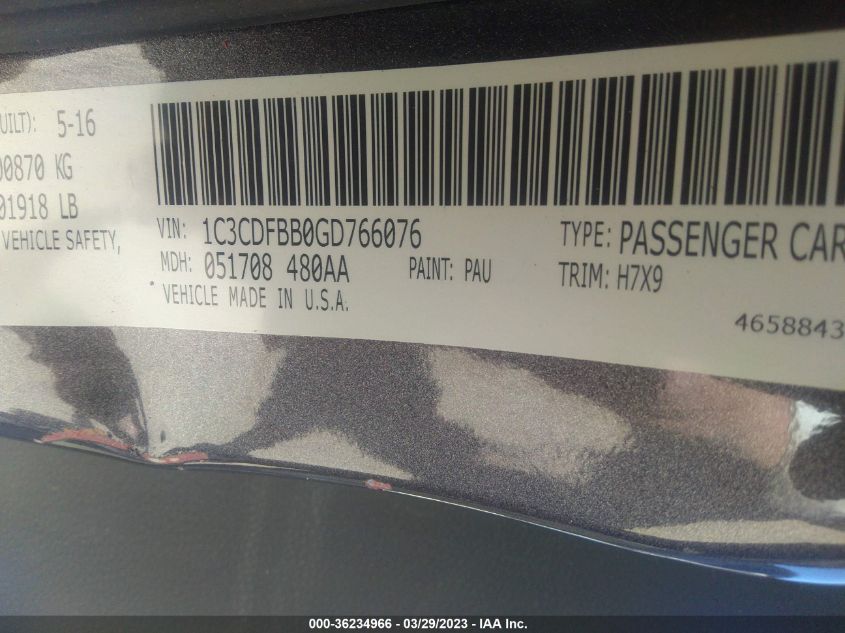 UILT): 5-16
00870 KG
01918 LB
VEHICLE SAFETY,
VIN: 1C3CDFBB0GD766076 TYPE: PASSENGER CAR
MDH: 051708 480AA PAINT: PAU TRIM: H7X9
VEHICLE MADE IN U.S.A.
4658843
000-36234966 — 03/29/2023 — IAA Inc.